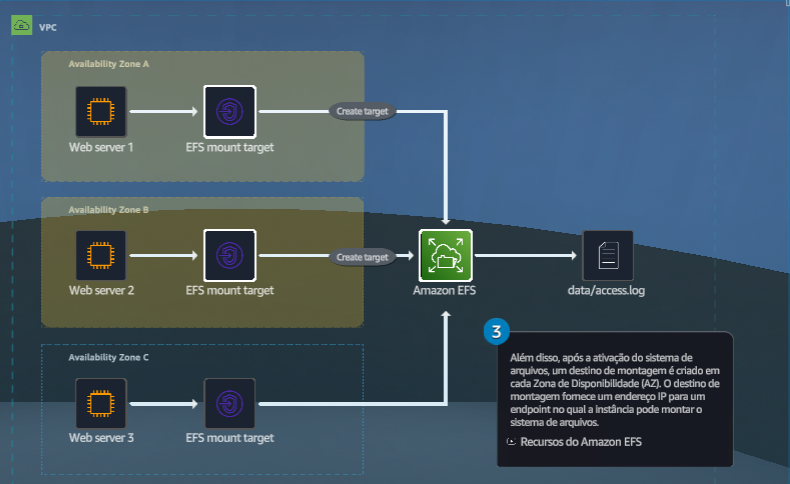 VPC
Availability Zone A
Web server 1
EFS mount target
Create target
Availability Zone B
Web server 2
EFS mount target
Create target
Amazon EFS
data/access.log
Availability Zone C
Web server 3
EFS mount target
3
Além disso, após a ativação do sistema de
arquivos, um destino de montagem é criado em
cada Zona de Disponibilidade (AZ). O destino de
montagem fornece um endereço IP para um
endpoint no qual a instância pode montar o
sistema de arquivos.
Recursos do Amazon EFS